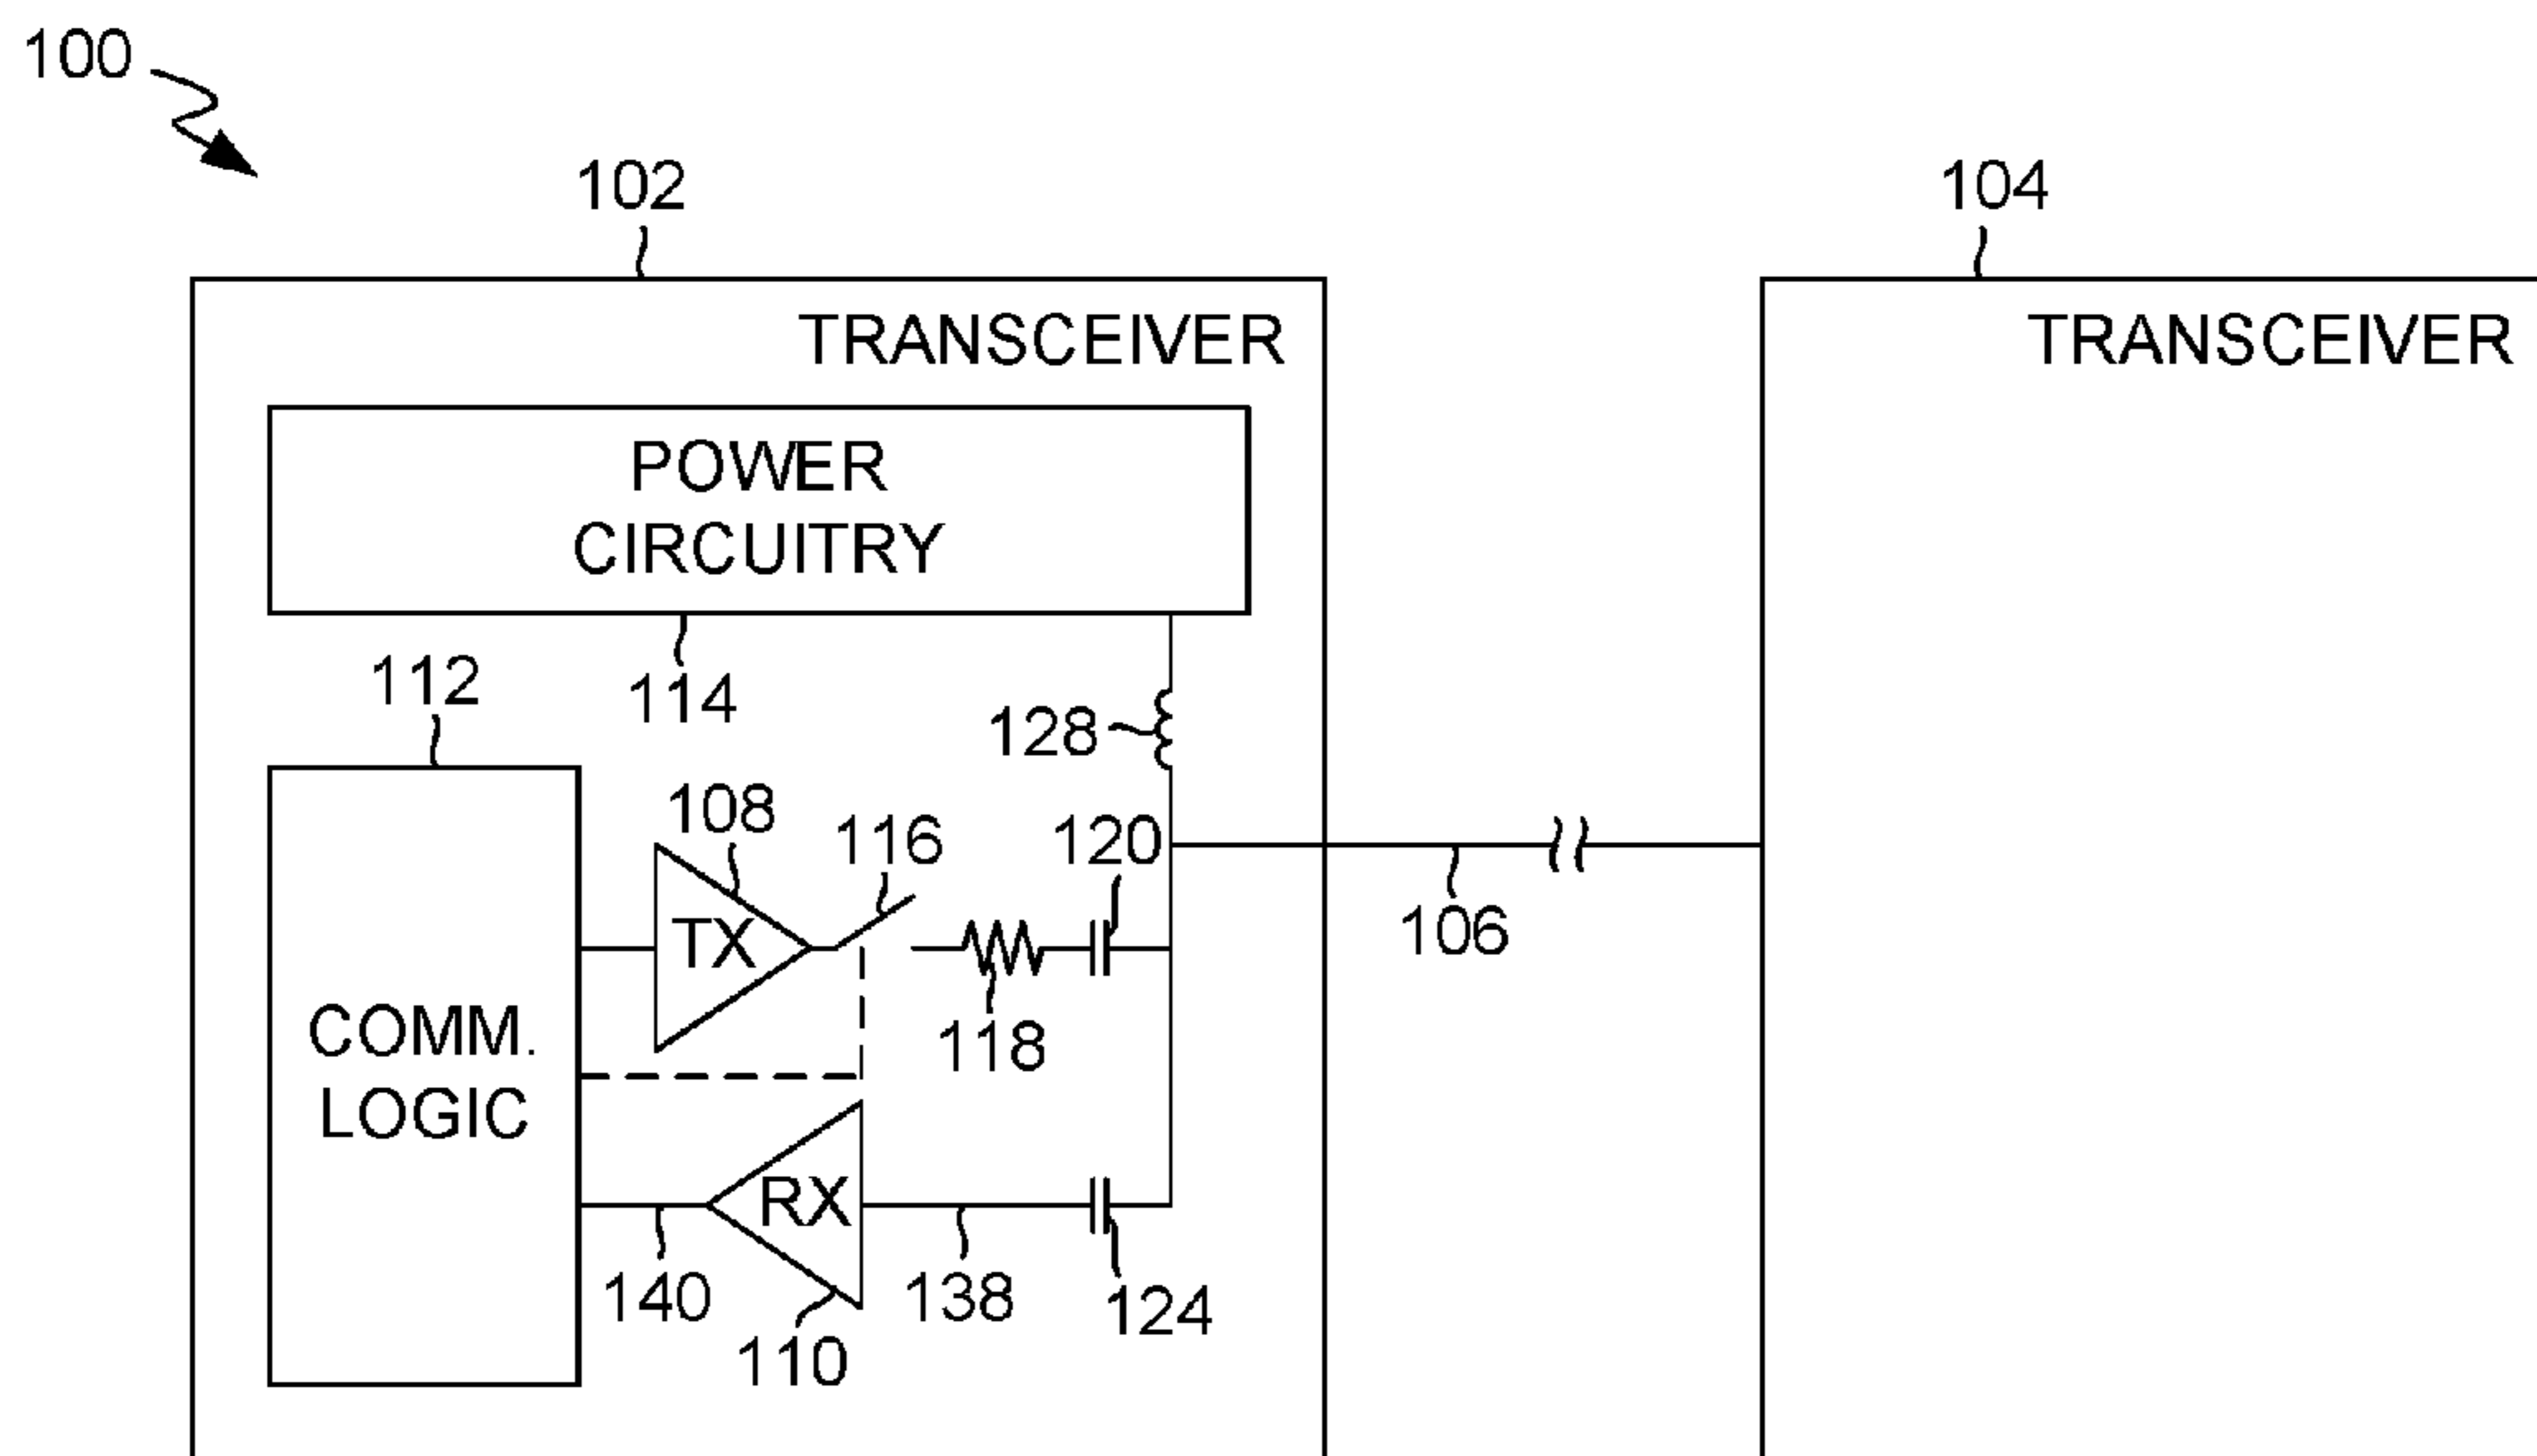 100
102
104
TRANSCEIVER
TRANSCEIVER
POWER
CIRCUITRY
112
114
128
108
116
120
TX
106
COMM.
LOGIC
118
RX
140
138
124
110